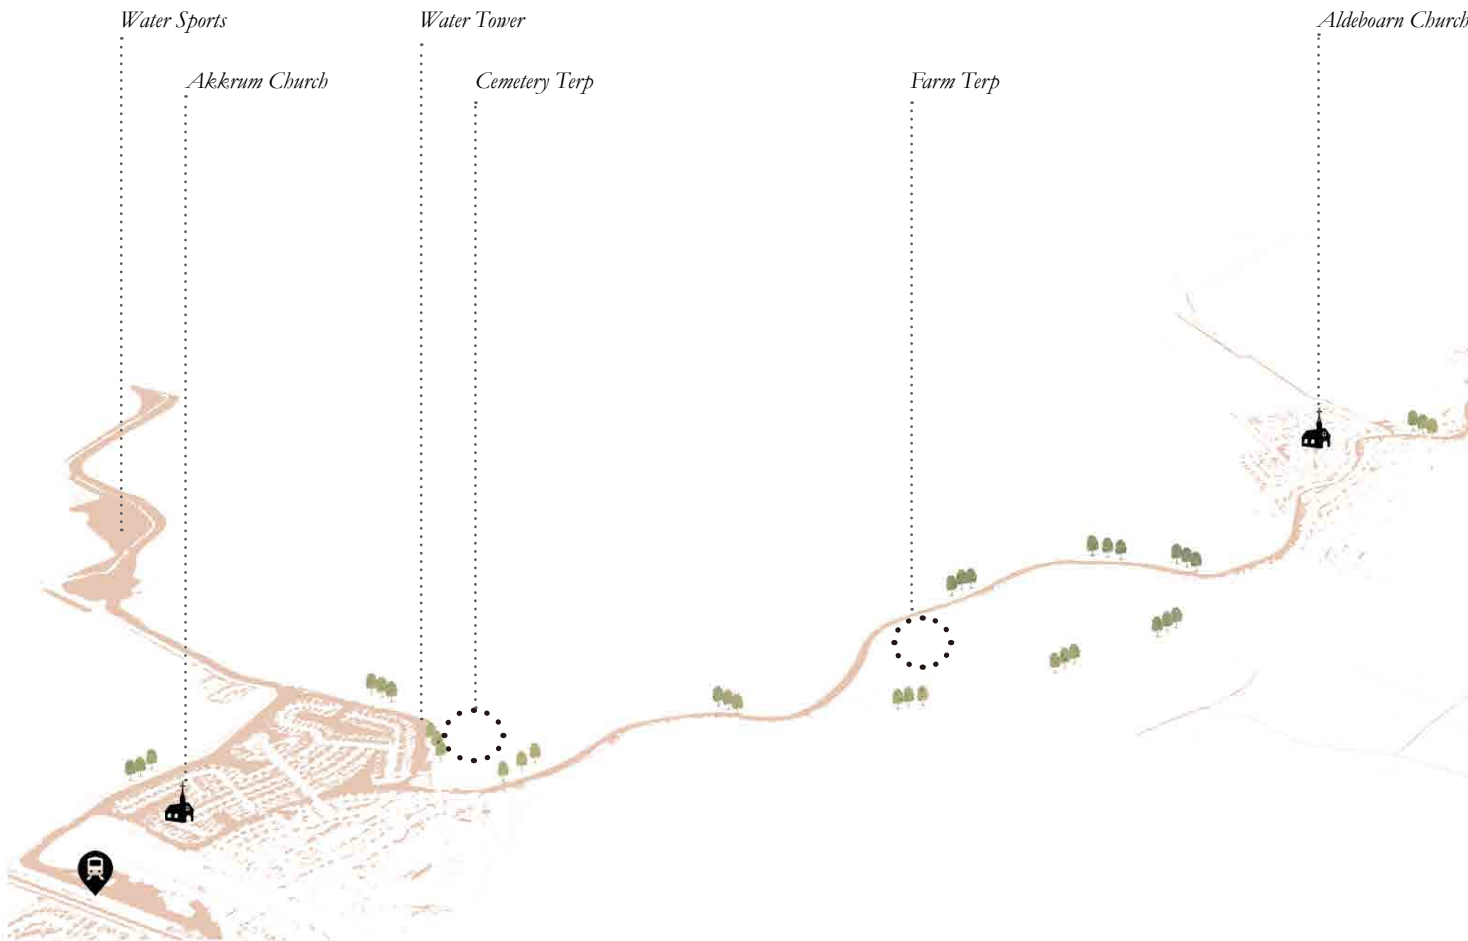 Water Sports
Water Tower
Aldeboarn Church
Akkrum Church
Cemetery Terp
Farm Terp